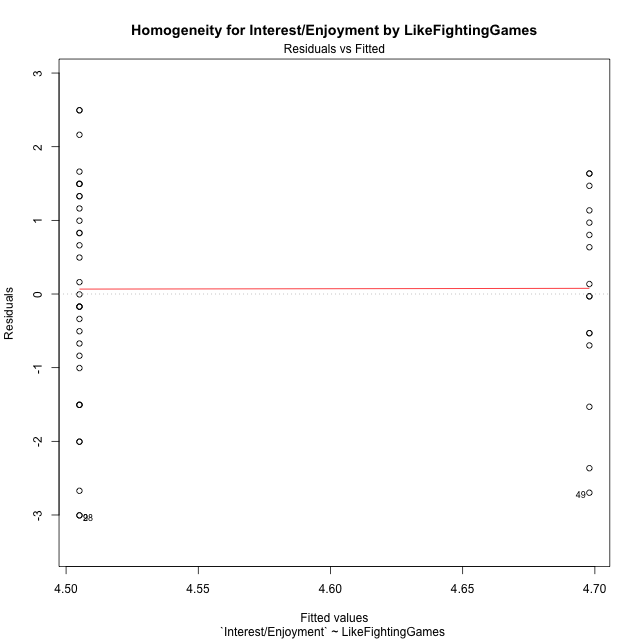 Homogeneity for Interest/Enjoyment by LikeFightingGames
Residuals vs Fitted
3
2
1
0
-1
-2
-3
Residuals
49
4.50
4.55
4.60
4.65
4.70
Fitted values
`Interest/Enjoyment` ~ LikeFightingGames